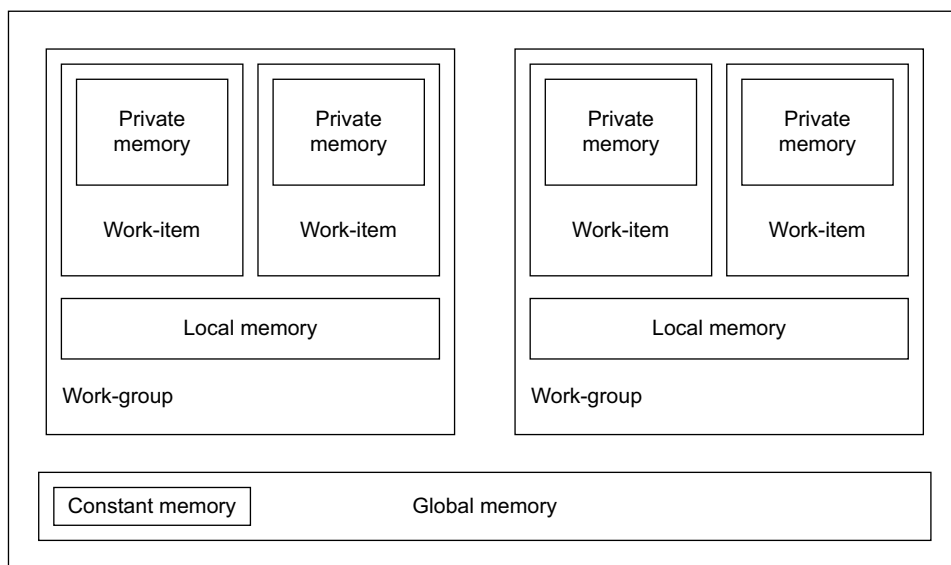 Private
memory
Work-item
Private
memory
Work-item
Local memory
Work-group
Private
memory
Work-item
Private
memory
Work-item
Local memory
Work-group
Constant memory
Global memory